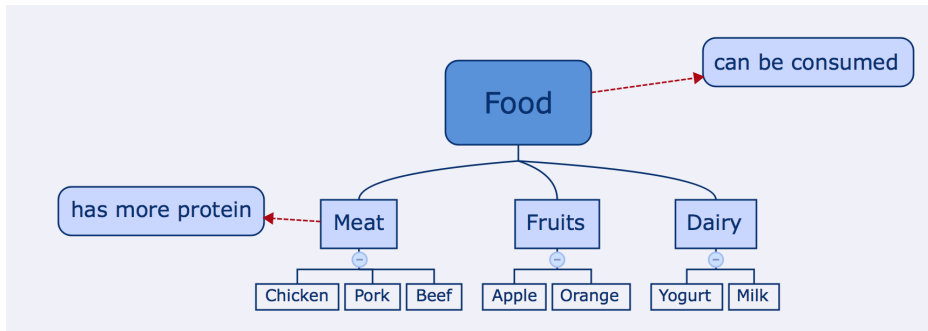 can be consumed
Food
has more protein
Meat
Fruits
Dairy
Chicken
Pork
Beef
Apple
Orange
Yogurt
Milk